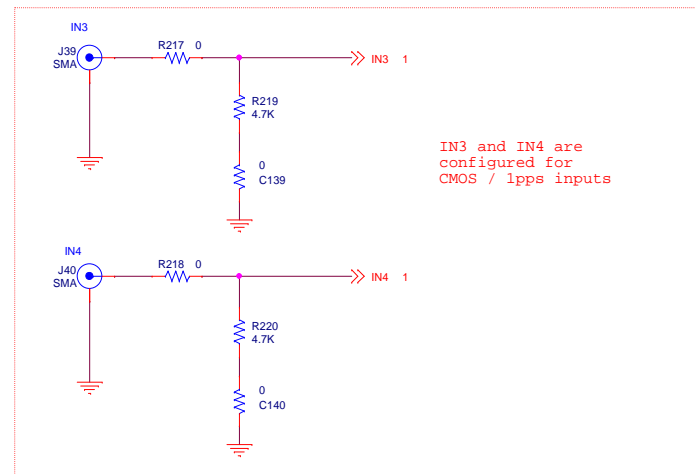 IN3
J39
SMA
R217 0
IN3 1
R219
4.7K
0
C139
IN3 and IN4 are
configured for
CMOS / 1pps inputs
IN4
J40
SMA
R218 0
IN4 1
R220
4.7K
0
C140